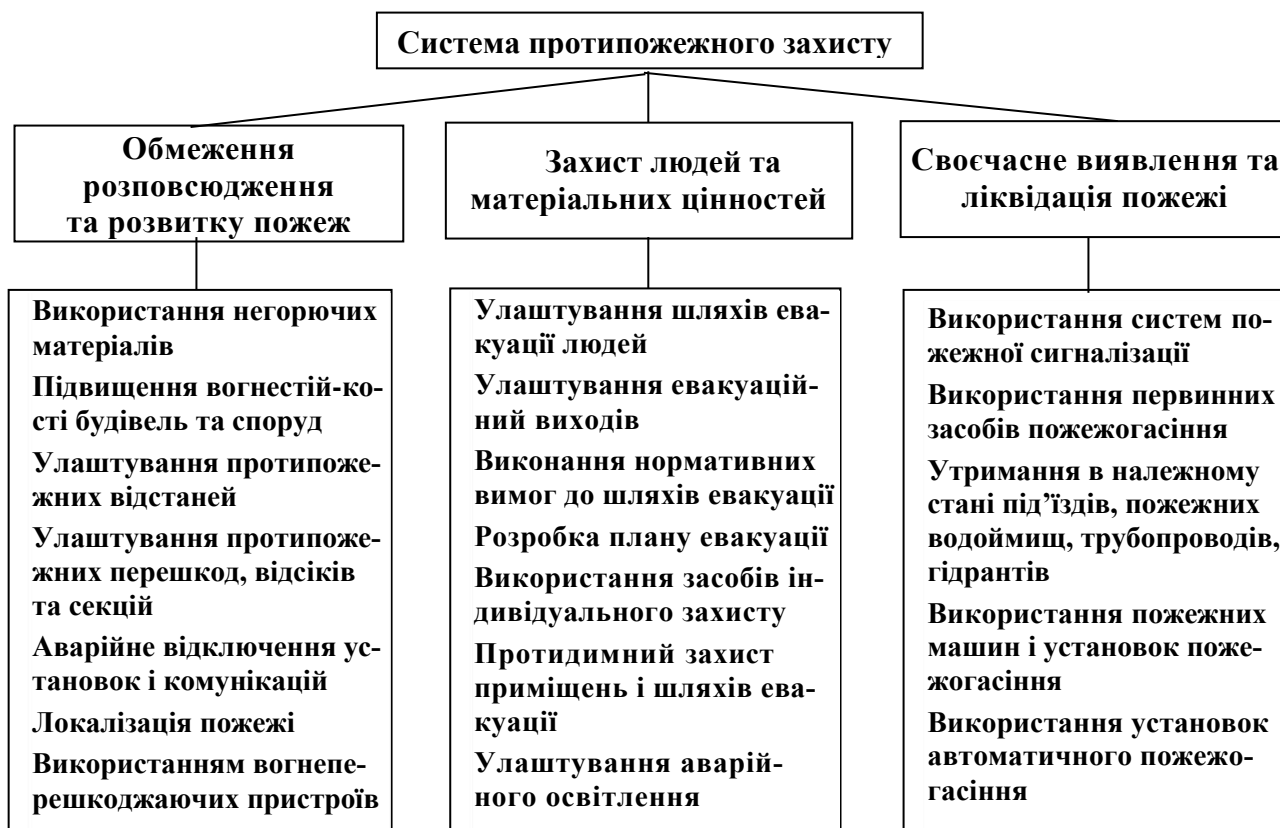 Система протипожежного захисту
Обмеження
розповсюдження
та розвитку пожеж
Використання негорючих
матеріалів
Підвищення вогнестій-кo
сті будівель та споруд
Улаштування протипоже-
жних відстаней
Улаштування протипоже-
жних перешкод, відсіків
та секцій
Аварійне відключення ус-
тановок і комунікацій
Локалізація пожежі
Використанням вогнепе-
решкоджаючих пристроїв
Захист людей та
матеріальних цінностей
Улаштування шляхів ева-
куації людей
Улаштування евакуацій-
ний виходів
Виконання нормативних
вимог до шляхів евакуації
Розробка плану евакуації
Використання засобів ін-
дивідуального захисту
Протидимний захист
приміщень і шляхів ева-
куації
Улаштування аварій-
ного освітлення
Своєчасне виявлення та
ліквідація пожежі
Використання систем по-
жежної сигналізації
Використання первинних
засобів пожежогасіння
Утримання в належному
стані під’їздів, пожежних
водоймищ, трубопроводів,
гідрантів
Використання пожежних
машин і установок поже-
жогасіння
Використання установок
автоматичного пожежо-
гасіння